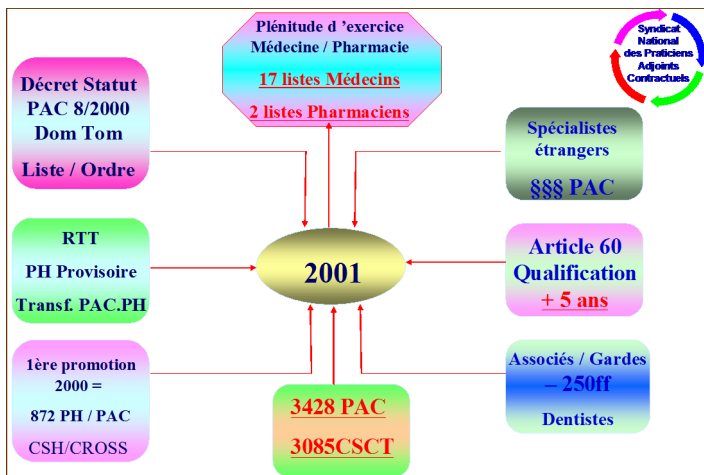 Plénitude d 'exercice
Médecine / Pharmacie
17 listes Médecins
2 listes Pharmaciens
Syndicat
National
des Praticiens
Adjoints
Contractuels
Décret Statut
PAC 8/2000
Dom Tom
Liste / Ordre
Spécialistes
étrangers
§§§ PAC
RTT
PH Provisoire
Transf. PAC.PH
2001
Article 60
Qualification
+ 5 ans
1ère promotion
2000 =
872 PH / PAC
CSH/CROSS
3428 PAC
3085CSCT
Associés / Gardes
– 250ff
Dentistes